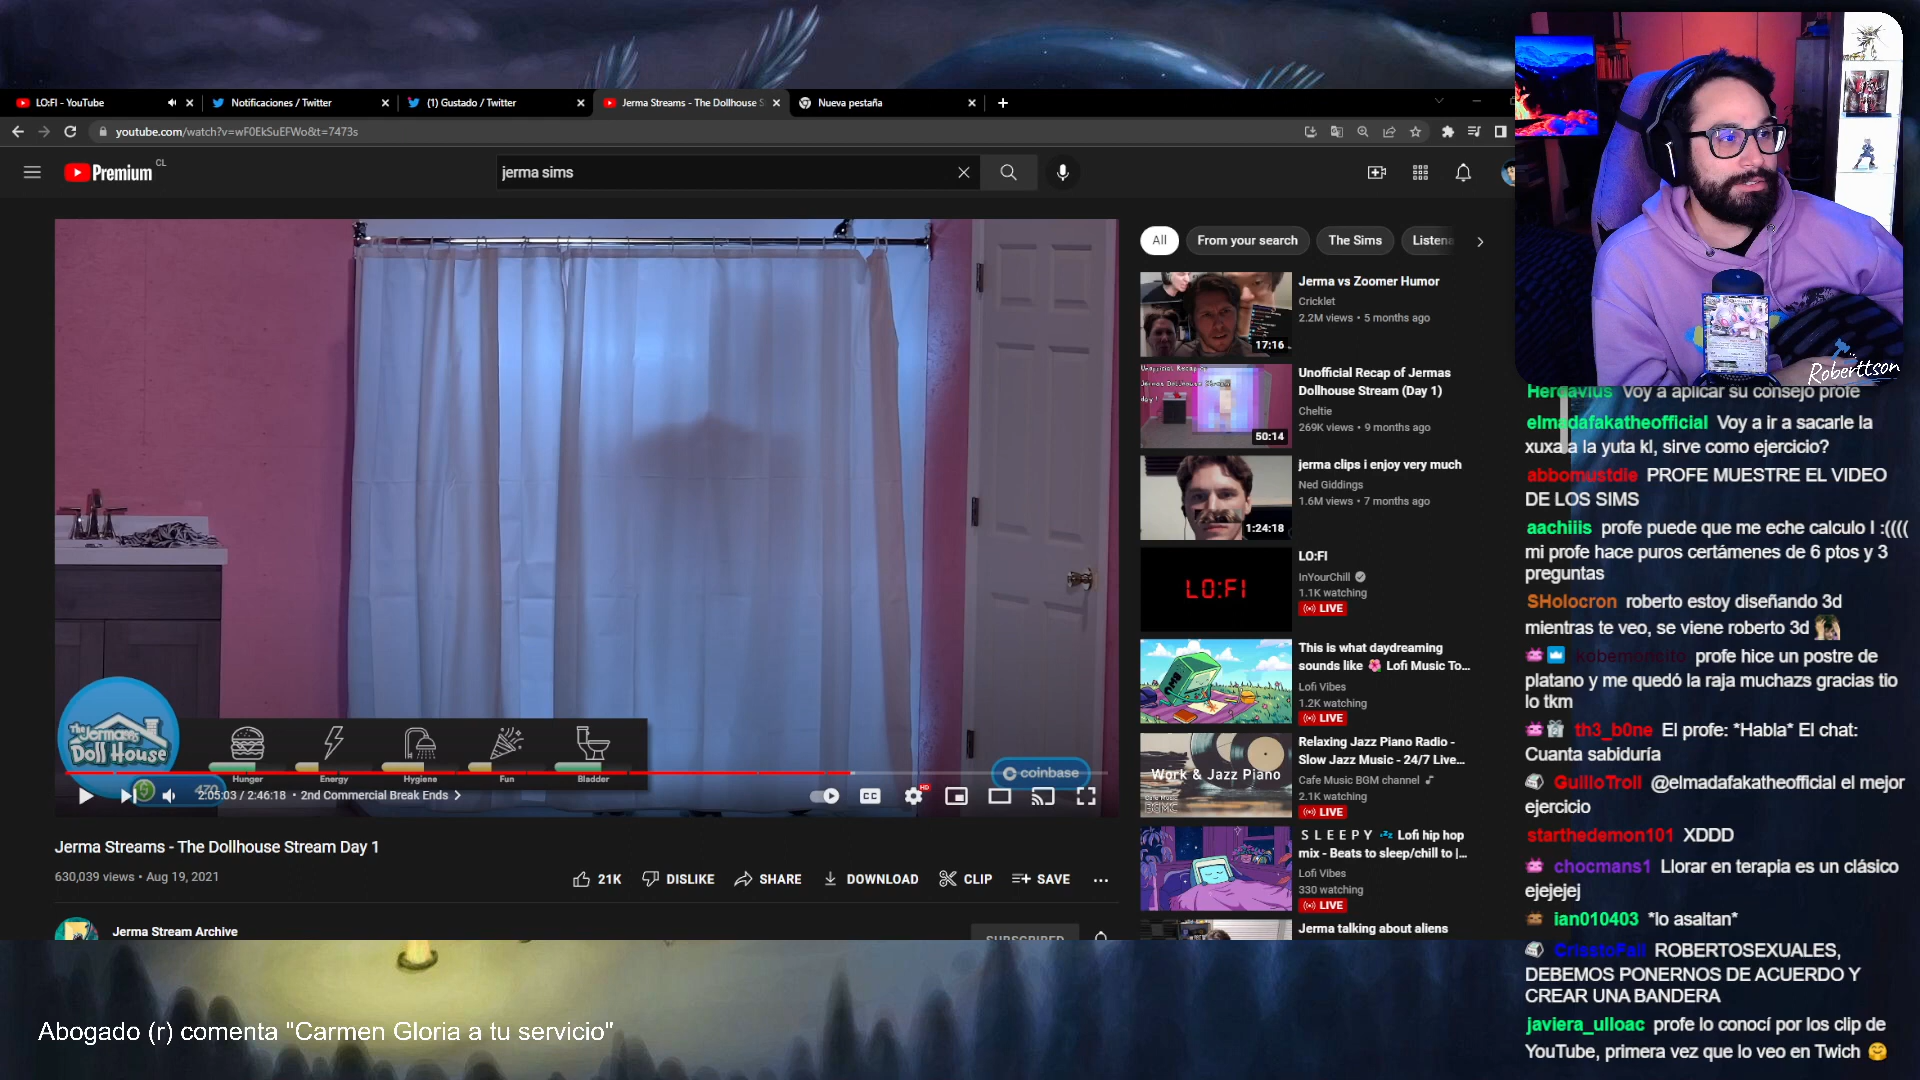 LO:FI - YouTube
Notificaciones / Twitter
(1) Gustado / Twitter
Jerma Streams - The Dollhouse S
Nueva pestaña
youtube.com/watch?v=wF0EkSuEFWo&t=7473s
Premium CL
jerma sims
All
From your search
The Sims
Listena
Jerma vs Zoomer Humor
Cricklet
2.2M views • 5 months ago
17:16
Unofficial Recap of Jermas
Dollhouse Stream (Day 1)
Cheltie
269K views • 9 months ago
50:14
jerma clips i enjoy very much
Ned Giddings
1.6M views • 7 months ago
1:24:18
LO:FI
LO:FI
InYourChill
1.1K watching
LIVE
This is what daydreaming
sounds like 🌺 Lofi Music To...
Lofi Vibes
1.2K watching
LIVE
Work & Jazz Piano
Relaxing Jazz Piano Radio -
Slow Jazz Music - 24/7 Live...
Cafe Music BGM channel
2.1K watching
LIVE
S L E E P Y 💤 Lofi hip hop
mix - Beats to sleep/chill to |...
Lofi Vibes
330 watching
LIVE
Jerma talking about aliens
The Jerma985
Doll House
Hunger
Energy
Hygiene
Fun
Bladder
coinbase
2:05:03 / 2:46:18 • 2nd Commercial Break Ends
CC
HD
Jerma Streams - The Dollhouse Stream Day 1
630,039 views • Aug 19, 2021
21K
DISLIKE
SHARE
DOWNLOAD
CLIP
SAVE
Jerma Stream Archive
SUBSCRIBED
Abogado (r) comenta "Carmen Gloria a tu servicio"
Roberttson
Herdavius Voy a aplicar su consejo profe
elmadafakatheofficial Voy a ir a sacarle la
xuxa a la yuta kl, sirve como ejercicio?
abbomustdie PROFE MUESTRE EL VIDEO
DE LOS SIMS
aachiiis profe puede que me eche calculo I :((((
mi profe hace puros certámenes de 6 ptos y 3
preguntas
SHolocron roberto estoy diseñando 3d
mientras te veo, se viene roberto 3d
kobemoncito profe hice un postre de
platano y me quedó la raja muchazs gracias tio
lo tkm
th3_b0ne El profe: *Habla* El chat:
Cuanta sabiduría
GuilloTroll @elmadafakatheofficial el mejor
ejercicio
starthedemon101 XDDD
chocmans1 Llorar en terapia es un clásico
ejejejej
ian010403 *lo asaltan*
CrisstoFail ROBERTOSEXUALES,
DEBEMOS PONERNOS DE ACUERDO Y
CREAR UNA BANDERA
javiera_ulloac profe lo conocí por los clip de
YouTube, primera vez que lo veo en Twich 🤗